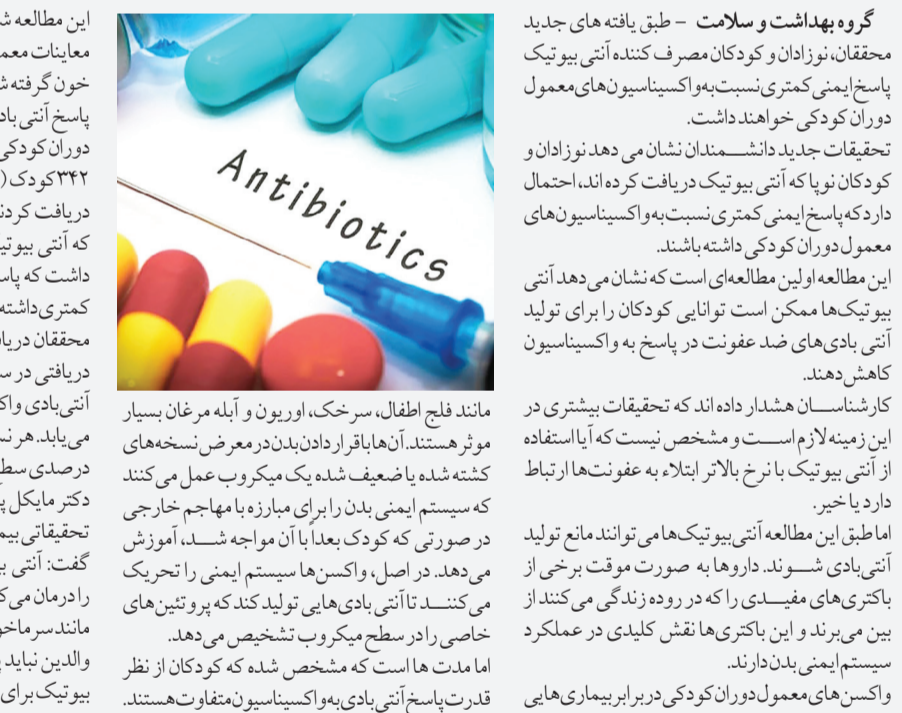 گروه بهداشت و سلامت - طبق یافته های جدید
محققان، نوزادان و کودکان مصرف کننده آنتی بیوتیک
پاسخ ایمنی کمتری نسبت به واکسیناسیون های معمول
دوران کودکی خواهند داشت.
تحقیقات جدید دانشمندان نشان می دهد نوزادان و
کودکان نوپا که آنتی بیوتیک دریافت کرده اند، احتمال
دارد که پاسخ ایمنی کمتری نسبت به واکسیناسیون های
معمول دوران کودکی داشته باشند.
این مطالعه اولین مطالعه‌ای است که نشان می‌دهد آنتی
بیوتیک‌ها ممکن است توانایی کودکان را برای تولید
آنتی بادی‌های ضد عفونت در پاسخ به واکسیناسیون
کاهش دهند.
کارشناسان هشدار داده اند که تحقیقات بیشتری در
این زمینه لازم است و مشخص نیست که آیا استفاده
از آنتی بیوتیک با نرخ بالاتر ابتلاء به عفونت‌ها ارتباط
دارد یا خیر.
اما طبق این مطالعه آنتی‌بیوتیک‌ها می‌توانند مانع تولید
آنتی‌بادی شوند. داروها به صورت موقت برخی از
باکتری‌های مفیدی را که در روده زندگی می‌کنند از
بین می‌برند و این باکتری‌ها نقش کلیدی در عملکرد
سیستم ایمنی بدن دارند.
واکسن‌های معمول دوران کودکی در برابر بیماری‌هایی
Antibiotics
مانند فلج اطفال، سرخک، اوریون و آبله مرغان بسیار
موثر هستند. آن‌ها با قرار دادن بدن در معرض نسخه‌های
کشته شده یا ضعیف شده یک میکروب عمل می‌کنند
که سیستم ایمنی بدن را برای مبارزه با مهاجم خارجی
در صورتی که کودک بعداً با آن مواجه شد، آموزش
می‌دهد. در اصل، واکسن‌ها سیستم ایمنی را تحریک
می‌کنند تا آنتی بادی‌هایی تولید کند که پروتئین‌های
خاصی را در سطح میکروب تشخیص می‌دهد.
اما مدت ها است که مشخص شده که کودکان از نظر
قدرت پاسخ آنتی‌بادی به واکسیناسیون متفاوت هستند.
این مطالعه
معاینات
خون گرفته
پاسخ آنتی
دوران کودکی
۳۴۲ کودک (
دریافت
که آنتی
داشت که
کمتری داشته
محققان
دریافتی در
آنتی‌بادی
می‌یابد. هر
درصدی
دکتر مایکل
تحقیقاتی
گفت: آنتی
را درمان
مانند
والدین نباید
بیوتیک برای